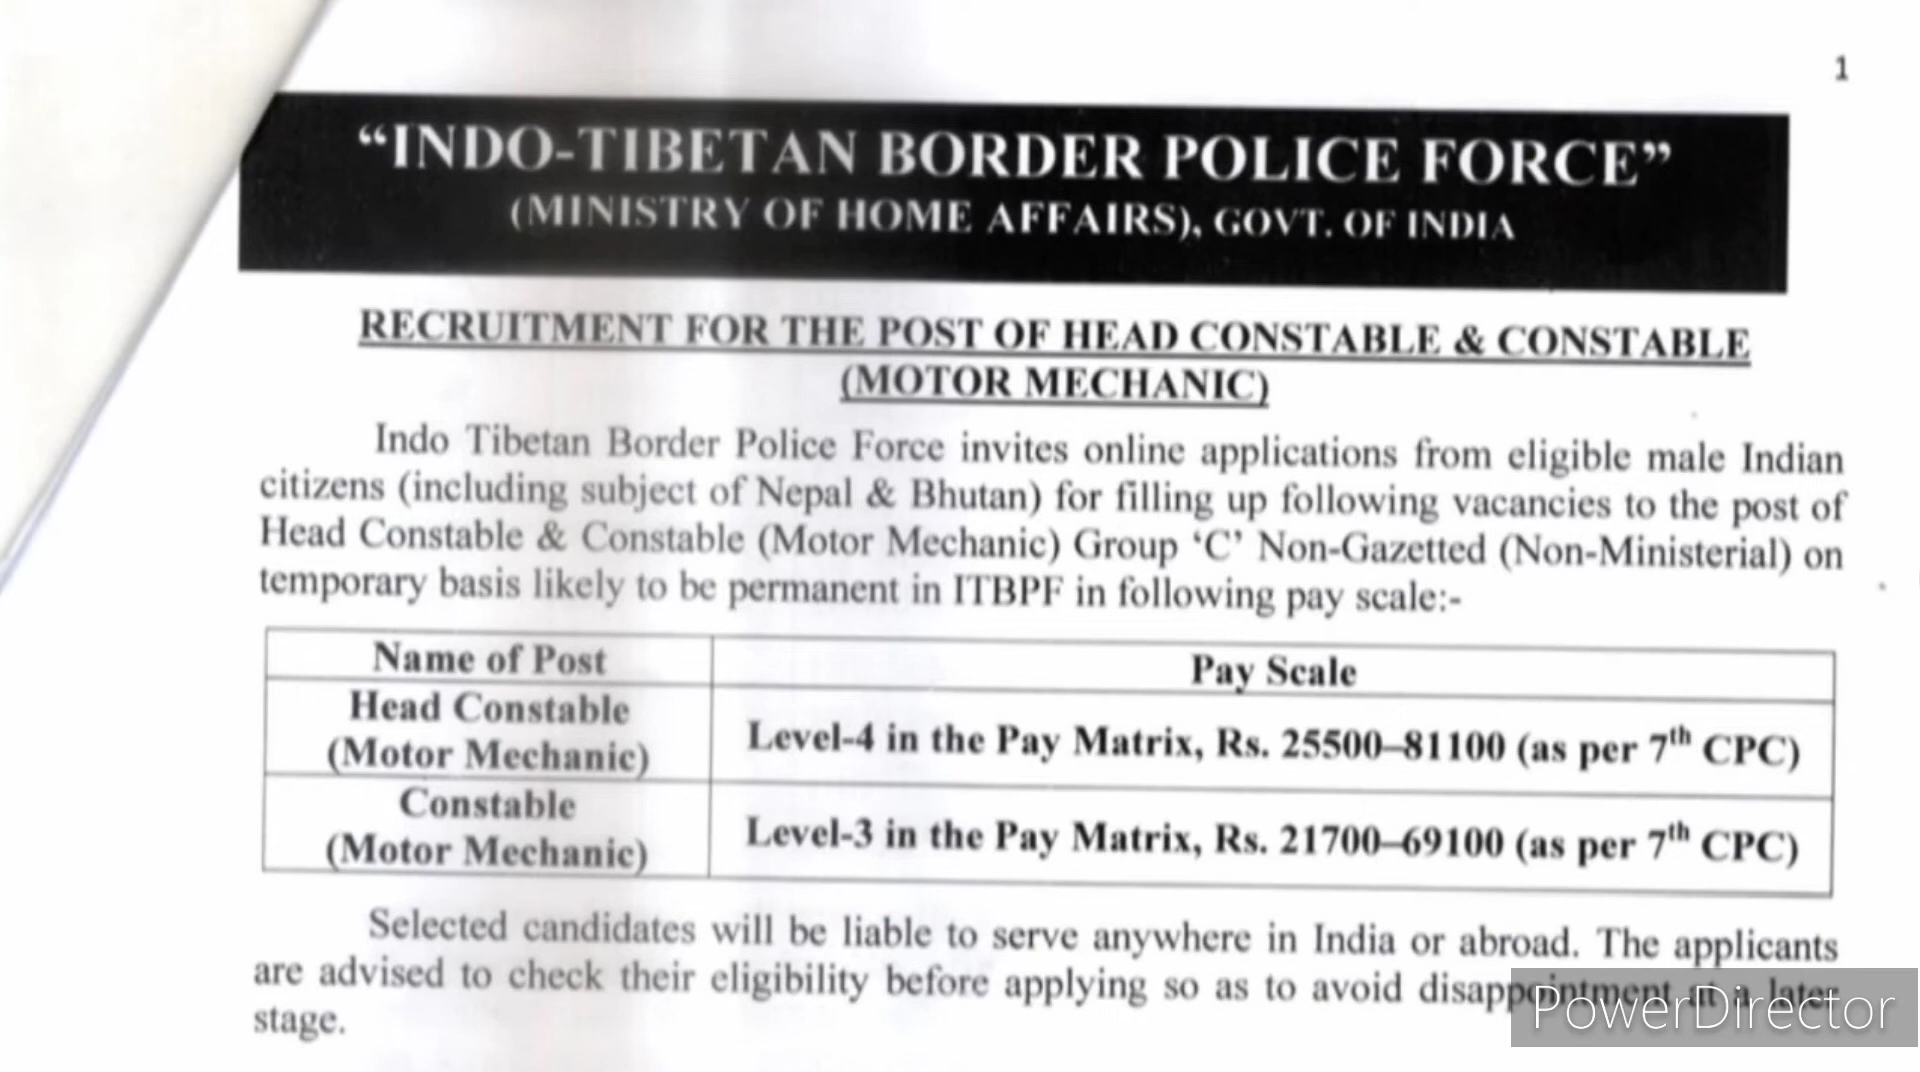 1
“INDO-TIBETAN BORDER POLICE FORCE”
(MINISTRY OF HOME AFFAIRS), GOVT. OF INDIA
RECRUITMENT FOR THE POST OF HEAD CONSTABLE & CONSTABLE
(MOTOR MECHANIC)
Indo Tibetan Border Police Force invites online applications from eligible male Indian
citizens (including subject of Nepal & Bhutan) for filling up following vacancies to the post of
Head Constable & Constable (Motor Mechanic) Group ‘C’ Non-Gazetted (Non-Ministerial) on
temporary basis likely to be permanent in ITBPF in following pay scale:-
Name of Post Pay Scale
Head Constable
(Motor Mechanic) Level-4 in the Pay Matrix, Rs. 25500–81100 (as per 7th CPC)
Constable
(Motor Mechanic) Level-3 in the Pay Matrix, Rs. 21700–69100 (as per 7th CPC)
Selected candidates will be liable to serve anywhere in India or abroad. The applicants
are advised to check their eligibility before applying so as to avoid disappointment at a later
stage.
PowerDirector